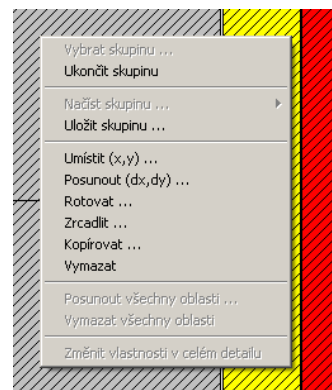 Vybrat skupinu ...
Ukončit skupinu
Načíst skupinu ...
Uložit skupinu ...
Umístit (x,y) ...
Posunout (dx,dy) ...
Rotovat ...
Zrcadlit ...
Kopírovat ...
Vymazat
Posunout všechny oblasti ...
Vymazat všechny oblasti
Změnit vlastnosti v celém detailu